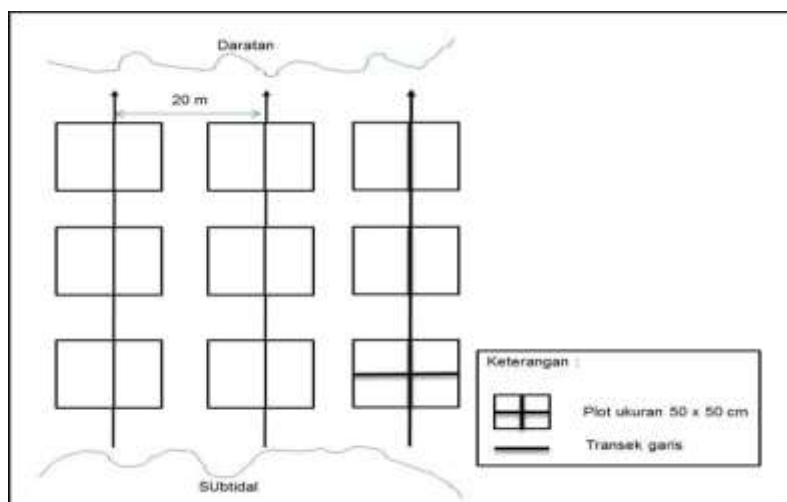 Daratan
20 m
Keterangan :
Plot ukuran 50 x 50 cm
Transek garis
SUbtidal